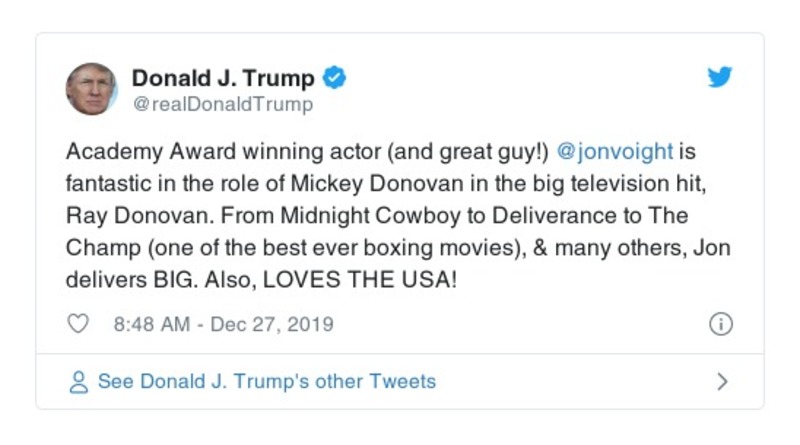 Donald J. Trump
@realDonaldTrump
Academy Award winning actor (and great guy!) @jonvoight is
fantastic in the role of Mickey Donovan in the big television hit,
Ray Donovan. From Midnight Cowboy to Deliverance to The
Champ (one of the best ever boxing movies), & many others, Jon
delivers BIG. Also, LOVES THE USA!
8:48 AM - Dec 27, 2019
See Donald J. Trump's other Tweets